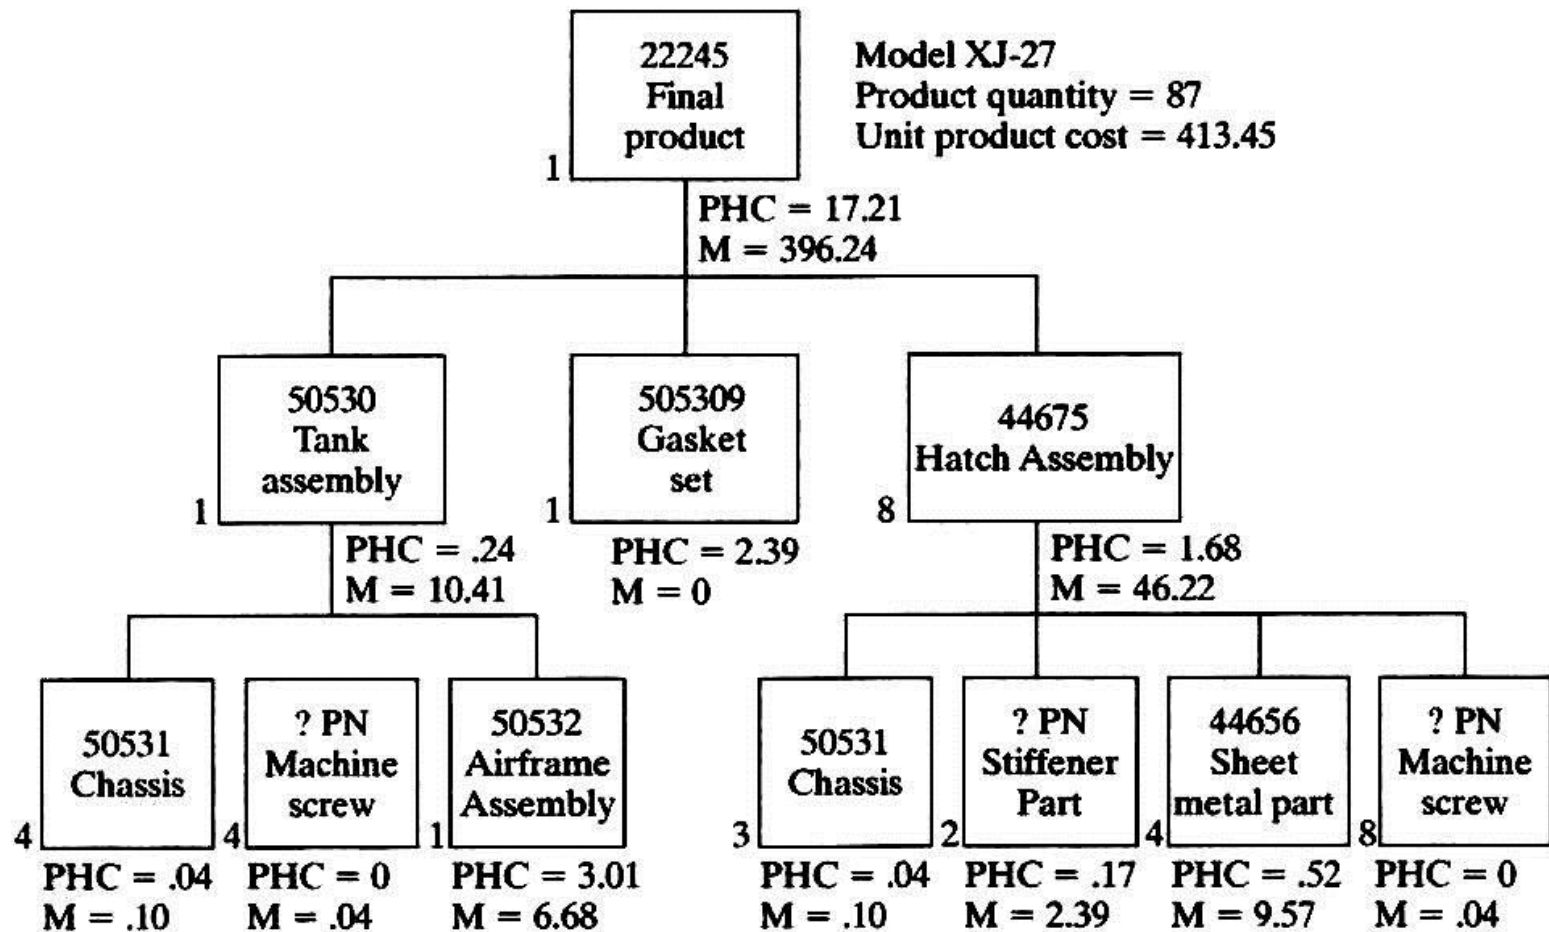 22245
Final
product
1
Model XJ-27
Product quantity = 87
Unit product cost = 413.45
PHC = 17.21
M = 396.24
50530
Tank
assembly
1
PHC = .24
M = 10.41
505309
Gasket
set
1
PHC = 2.39
M = 0
44675
Hatch Assembly
8
PHC = 1.68
M = 46.22
50531
Chassis
4
PHC = .04
M = .10
? PN
Machine
screw
4
PHC = 0
M = .04
50532
Airframe
Assembly
1
PHC = 3.01
M = 6.68
50531
Chassis
3
PHC = .04
M = .10
? PN
Stiffener
Part
2
PHC = .17
M = 2.39
44656
Sheet
metal part
4
PHC = .52
M = 9.57
? PN
Machine
screw
8
PHC = 0
M = .04